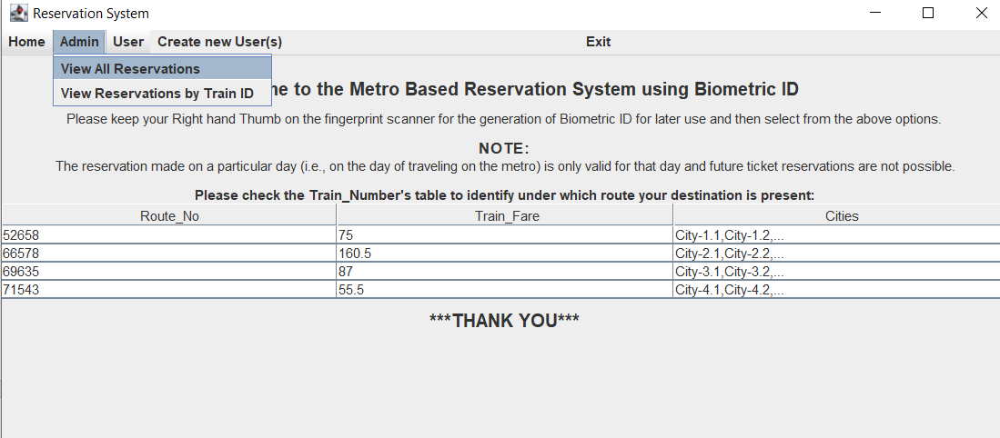 Reservation System
Home Admin User Create new User(s) Exit
View All Reservations
View Reservations by Train ID
to the Metro Based Reservation System using Biometric ID
Please keep your Right hand Thumb on the fingerprint scanner for the generation of Biometric ID for later use and then select from the above options.
NOTE:
The reservation made on a particular day (i.e., on the day of traveling on the metro) is only valid for that day and future ticket reservations are not possible.
Please check the Train_Number's table to identify under which route your destination is present:
Route_No Train_Fare Cities
52658 75 City-1.1,City-1.2,...
66578 160.5 City-2.1,City-2.2,...
69635 87 City-3.1,City-3.2,...
71543 55.5 City-4.1,City-4.2,...
***THANK YOU***